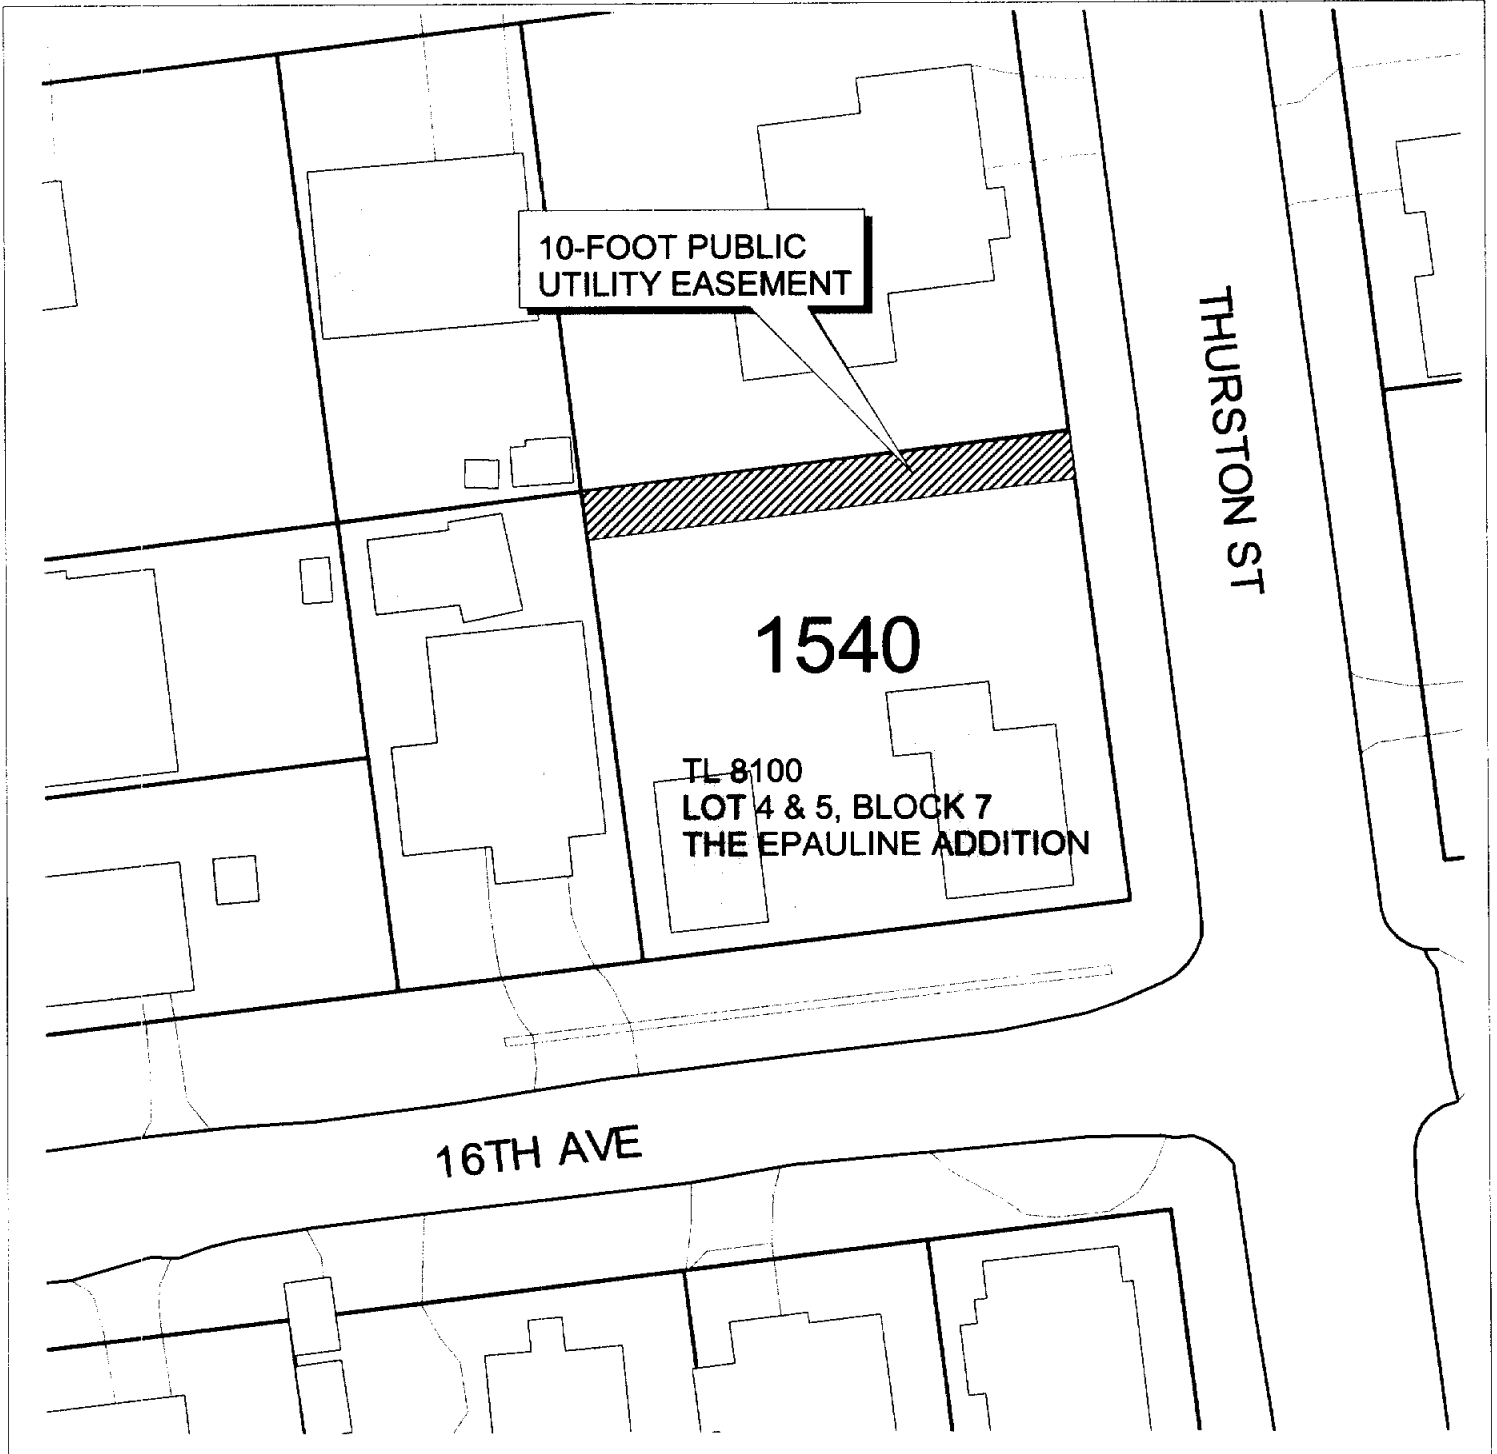 10-FOOT PUBLIC
UTILITY EASEMENT
THURSTON ST
1540
TL 8100
LOT 4 & 5, BLOCK 7
THE EPAULINE ADDITION
16TH AVE